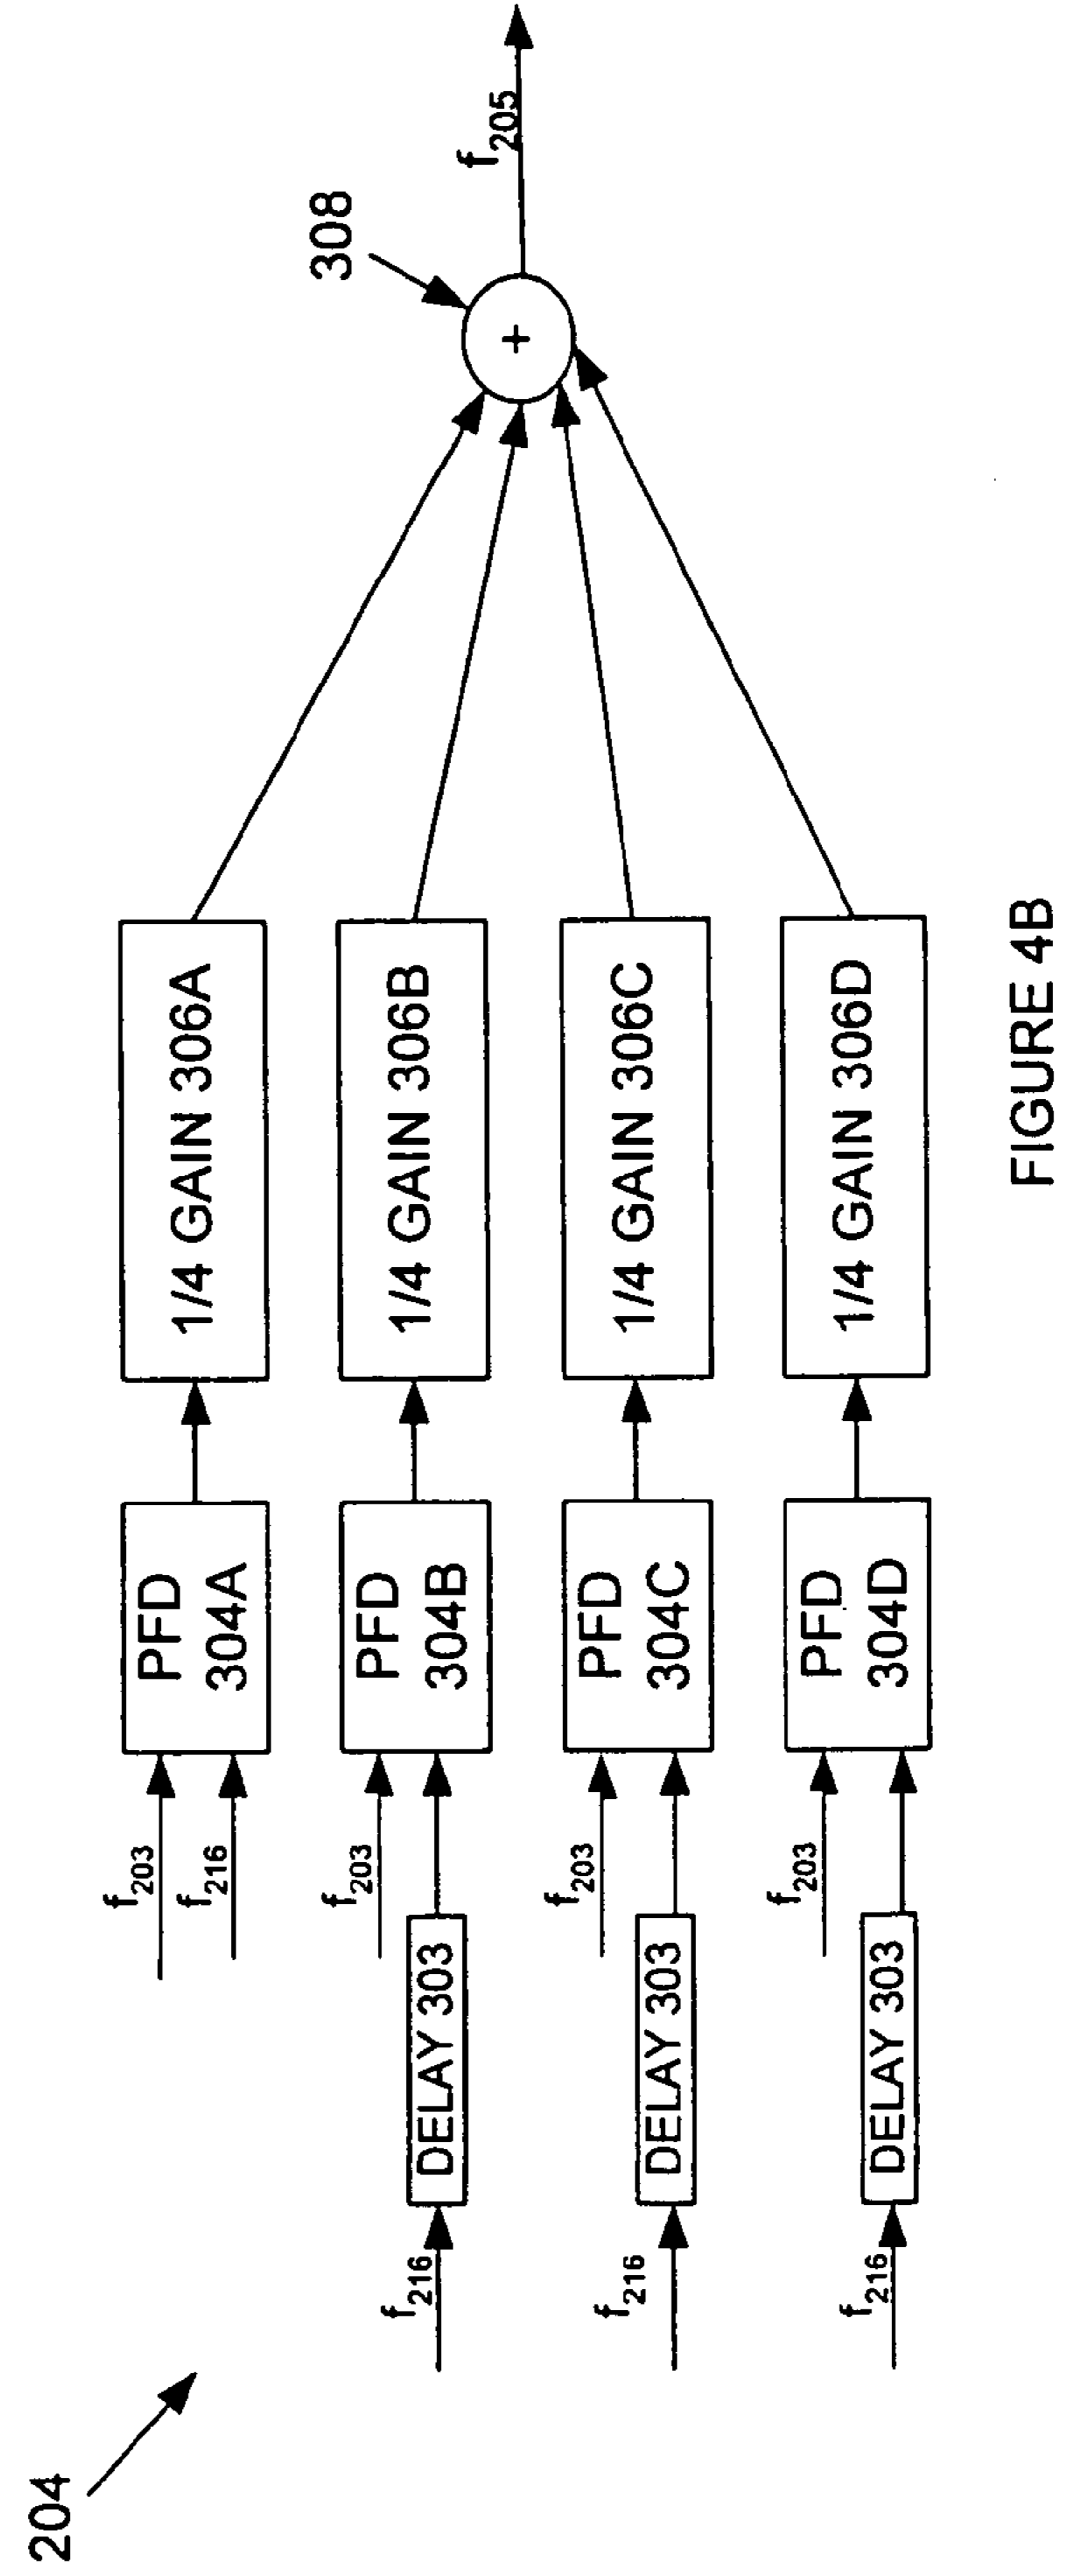 204
f203
f216
PFD
304A
1/4 GAIN 306A
f216
DELAY 303
f203
PFD
304B
1/4 GAIN 306B
f216
DELAY 303
f203
PFD
304C
1/4 GAIN 306C
f216
DELAY 303
f203
PFD
304D
1/4 GAIN 306D
308
+
f205
FIGURE 4B